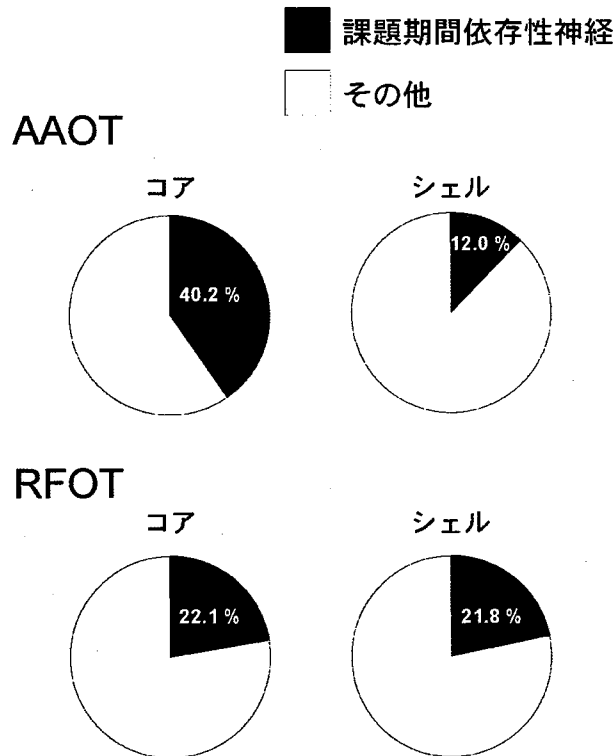 課題期間依存性神経
その他
AAOT
コア
シェル
40.2 %
12.0 %
RFOT
コア
シェル
22.1 %
21.8 %